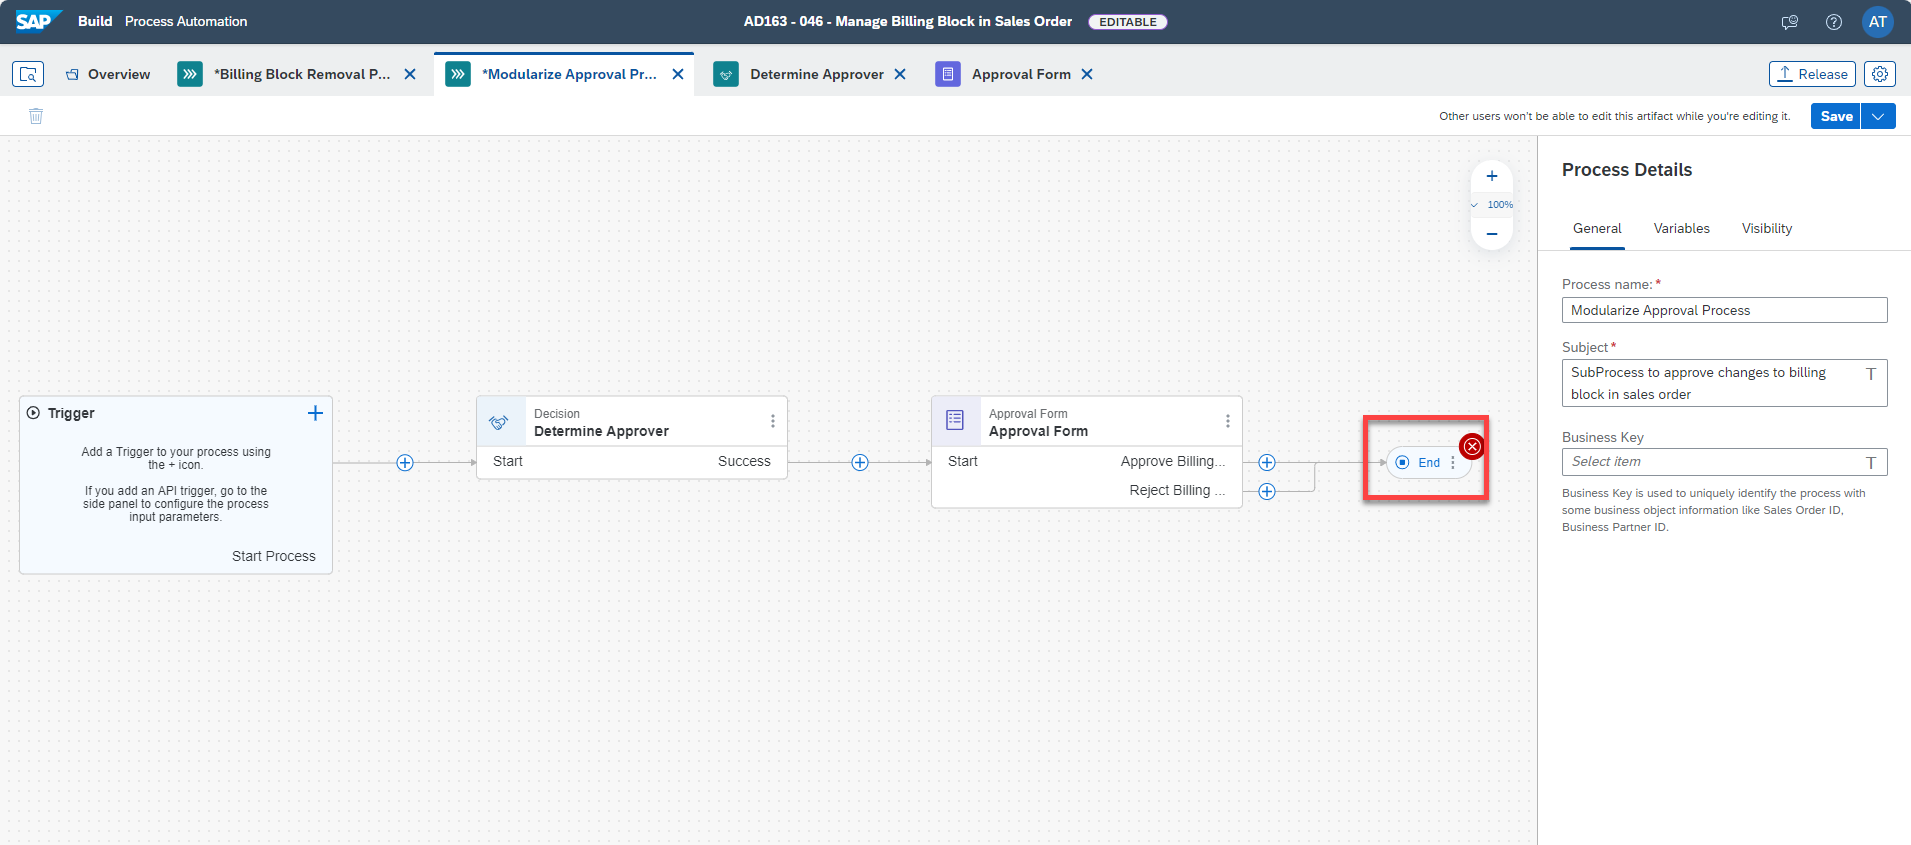 SAP Build Process Automation
AD163 - 046 - Manage Billing Block in Sales Order EDITABLE
AT
Overview
*Billing Block Removal P...
*Modularize Approval Pr...
Determine Approver
Approval Form
Release
Other users won't be able to edit this artifact while you're editing it.
Save
100%
Trigger
Add a Trigger to your process using
the + icon.
If you add an API trigger, go to the
side panel to configure the process
input parameters.
Start Process
Decision
Determine Approver
Start Success
Approval Form
Approval Form
Start Approve Billing...
Reject Billing ...
End
Process Details
General Variables Visibility
Process name: *
Modularize Approval Process
Subject *
SubProcess to approve changes to billing
block in sales order
T
Business Key
Select item
T
Business Key is used to uniquely identify the process with
some business object information like Sales Order ID,
Business Partner ID.